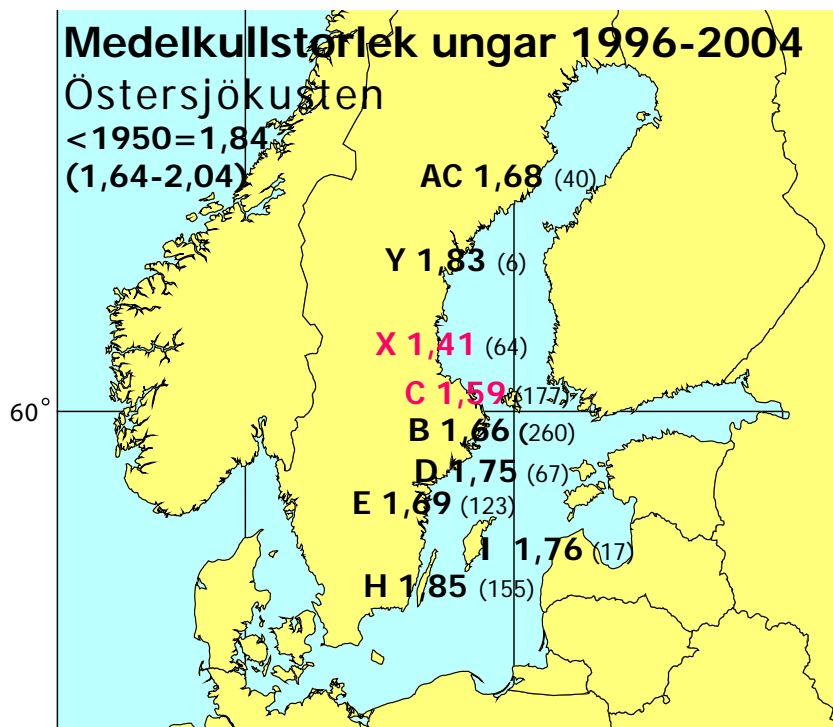 Medelkullstorlek ungar 1996-2004
Östersjökusten
<1950=1,84
(1,64-2,04)
AC 1,68 (40)
Y 1,83 (6)
X 1,41 (64)
C 1,59 (177)
60°
B 1,66 (260)
D 1,75 (67)
E 1,69 (123)
I 1,76 (17)
H 1,85 (155)